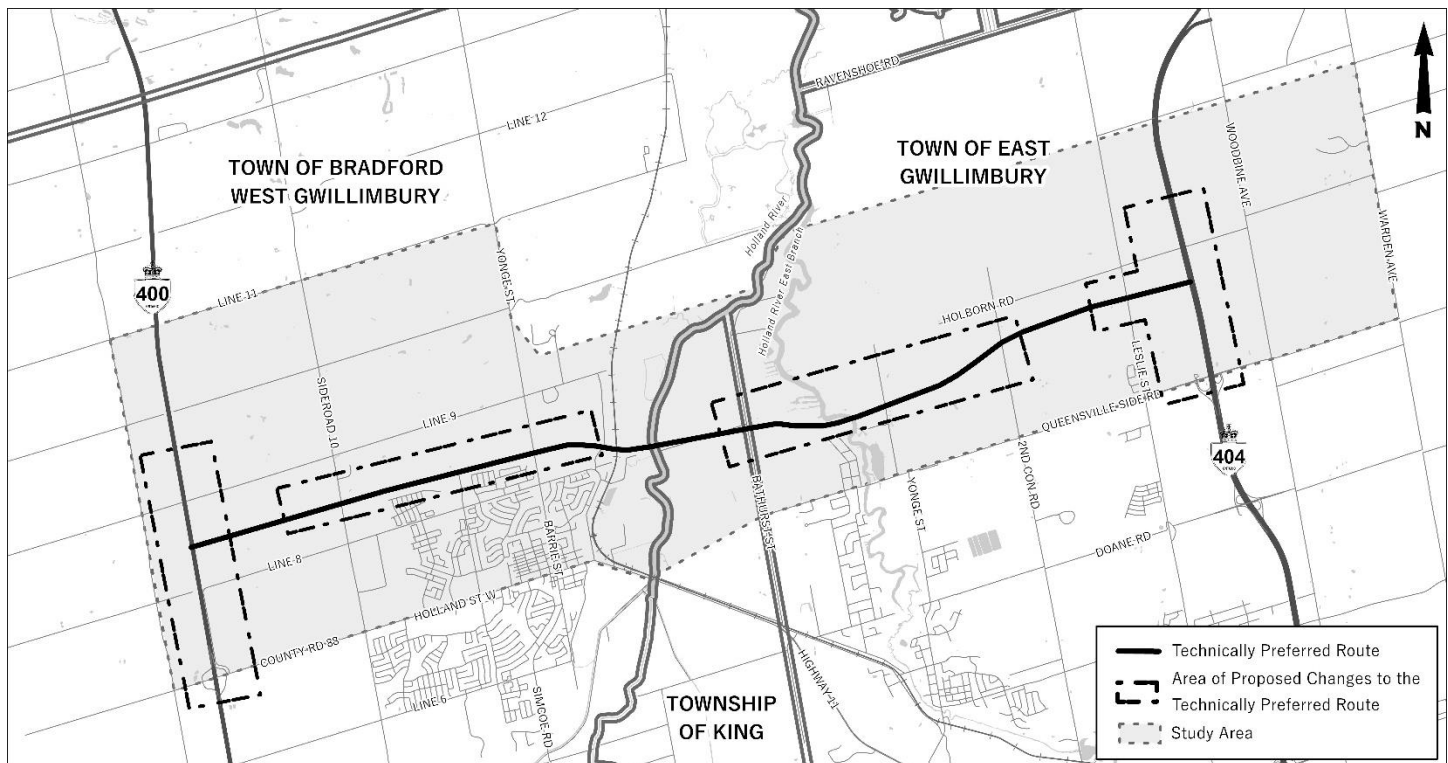 RAVENSHOE RD
N
LINE 12
TOWN OF BRADFORD
WEST GWILLIMBURY
TOWN OF EAST
GWILLIMBURY
WOODBINE AVE
WARDEN AVE
Holland River
Holland River East Branch
YONGE ST.
400
LINE 11
HOLBORN RD
LESLIE ST.
SIDEROAD 10
LINE 9
QUEENSVILLE SIDE RD
404
2ND CON RD
BATHURST ST.
YONGE ST
BARRIE ST.
DOANE RD
LINE 8
HOLLAND ST W
COUNTY RD 88
LINE 6
SIMCOE RD
HIGHWAY 11
TOWNSHIP
OF KING
Technically Preferred Route
Area of Proposed Changes to the
Technically Preferred Route
Study Area